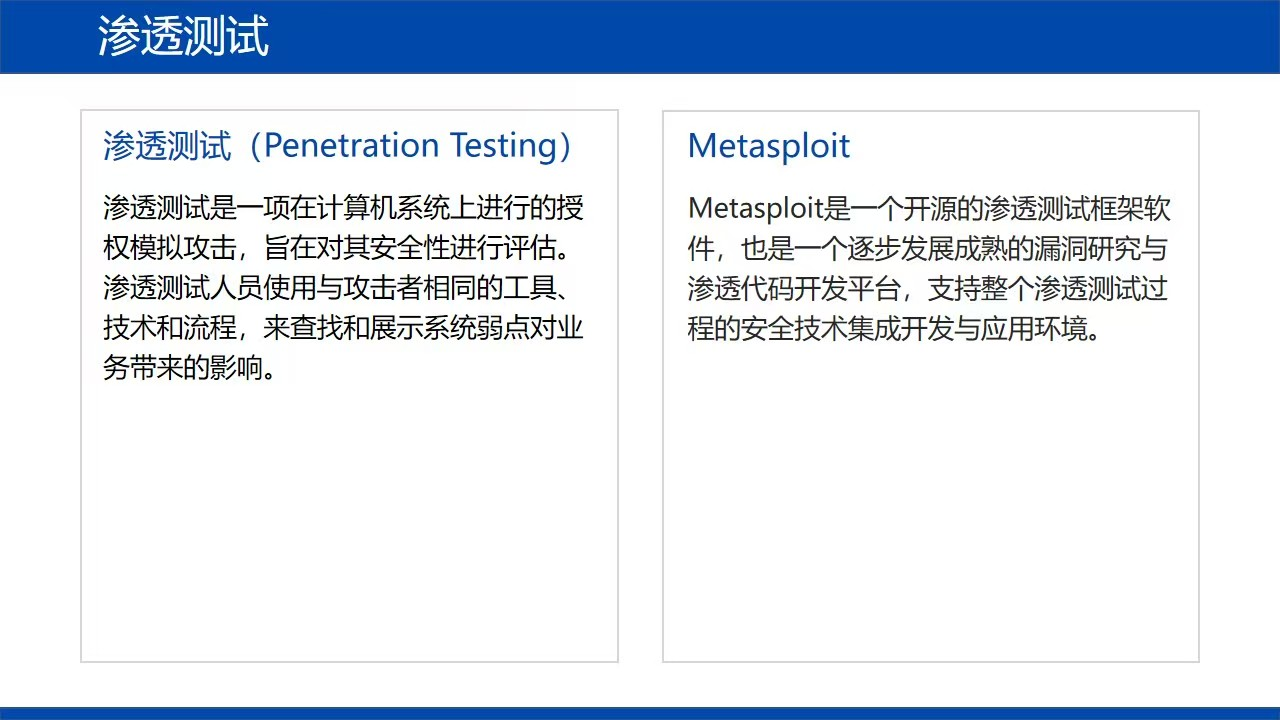 渗透测试
渗透测试（Penetration Testing）
渗透测试是一项在计算机系统上进行的授
权模拟攻击，旨在对其安全性进行评估。
渗透测试人员使用与攻击者相同的工具、
技术和流程，来查找和展示系统弱点对业
务带来的影响。
Metasploit
Metasploit是一个开源的渗透测试框架软
件，也是一个逐步发展成熟的漏洞研究与
渗透代码开发平台，支持整个渗透测试过
程的安全技术集成开发与应用环境。